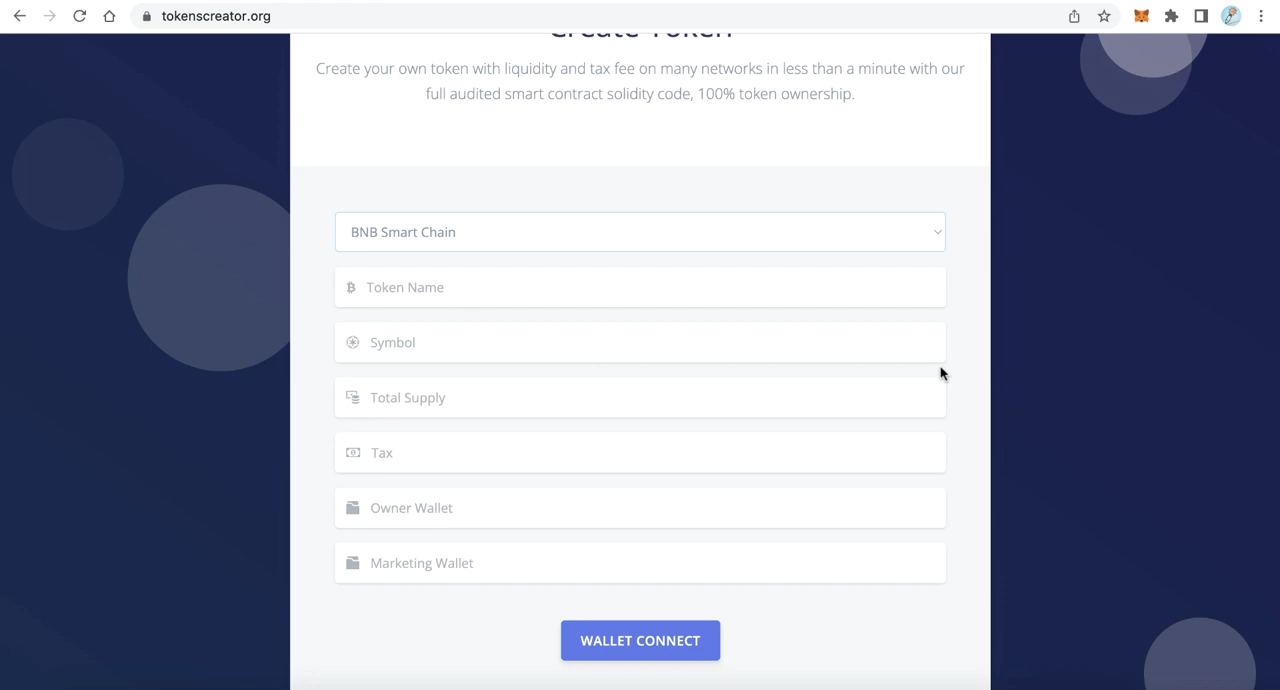 tokenscreator.org
Create Token
Create your own token with liquidity and tax fee on many networks in less than a minute with our
full audited smart contract solidity code, 100% token ownership.
BNB Smart Chain
Token Name
Symbol
Total Supply
Tax
Owner Wallet
Marketing Wallet
WALLET CONNECT